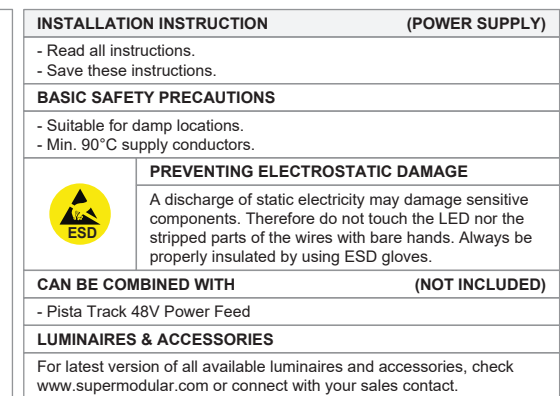 INSTALLATION INSTRUCTION (POWER SUPPLY)
- Read all instructions.
- Save these instructions.
BASIC SAFETY PRECAUTIONS
- Suitable for damp locations.
- Min. 90°C supply conductors.
ESD
PREVENTING ELECTROSTATIC DAMAGE
A discharge of static electricity may damage sensitive
components. Therefore do not touch the LED nor the
stripped parts of the wires with bare hands. Always be
properly insulated by using ESD gloves.
CAN BE COMBINED WITH (NOT INCLUDED)
- Pista Track 48V Power Feed
LUMINAIRES & ACCESSORIES
For latest version of all available luminaires and accessories, check
www.supermodular.com or connect with your sales contact.